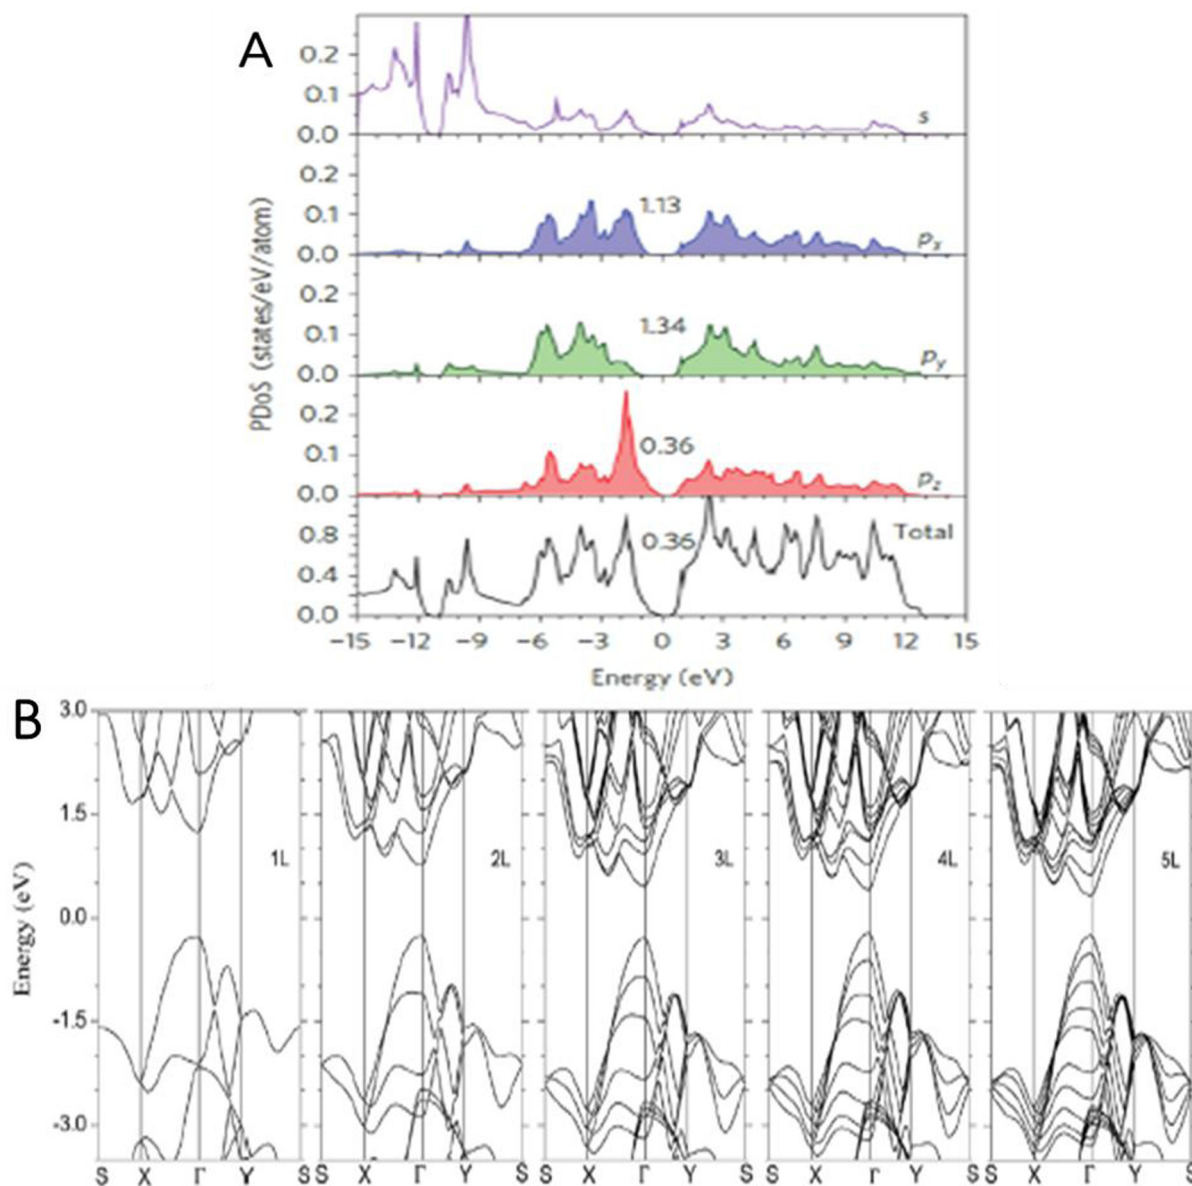 A
0.2
0.1
0.0
s
0.2
0.1
0.0
1.13
px
0.2
0.1
0.0
1.34
py
0.2
0.1
0.0
0.36
pz
0.8
0.4
0.0
0.36
Total
PDoS (states/eV/atom)
−15 −12 −9 −6 −3 0 3 6 9 12 15
Energy (eV)
B
3.0
1.5
0.0
-1.5
-3.0
Energy (eV)
1L 2L 3L 4L 5L
S X Γ Y S X Γ Y S X Γ Y S X Γ Y S X Γ Y S